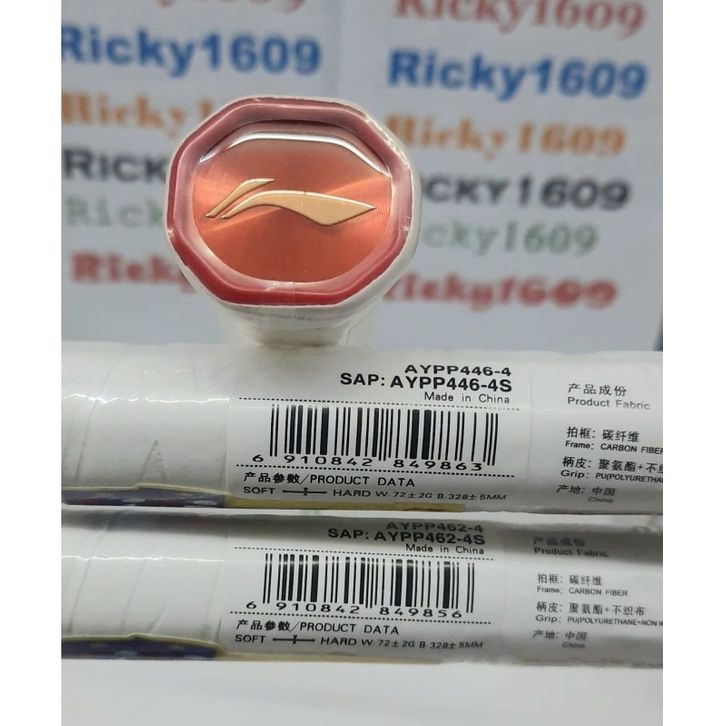 Ricky1609
Ricky1609
Ricky1609
Ricky1609
Ricky1609
RICKY1609
Ricky1609
AYPP446-4
SAP: AYPP446-4S
Made in China
6 910842 849863
产品参数/PRODUCT DATA
SOFT HARD W. 72±2G B. 328±5MM
产品成份
Product Fabric
拍框: 碳纤维
Frame: CARBON FIBER
柄皮: 聚氨酯+不织
Grip: PU(POLYURETHAN
产地: 中国
China
AYPP462-4
SAP: AYPP462-4S
Made in China
6 910842 849856
产品参数/PRODUCT DATA
SOFT HARD W. 72±2G B. 328±5MM
产品成份
Product Fabric
拍框: 碳纤维
Frame: CARBON FIBER
柄皮: 聚氨酯+不织布
Grip: PU(POLYURETHANE+NON W
产地: 中国
China